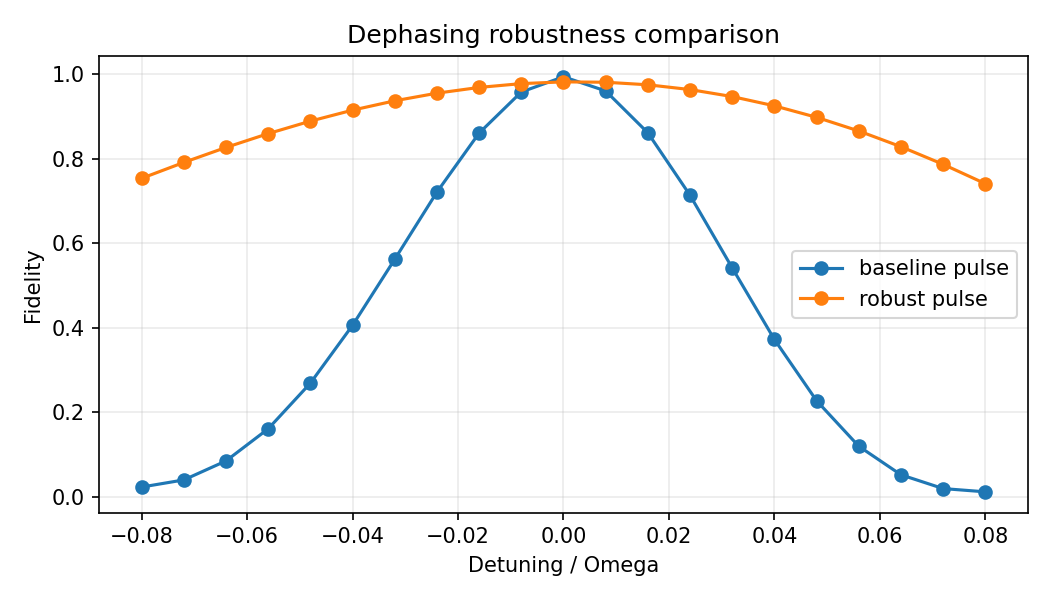 Dephasing robustness comparison
1.0
0.8
0.6
0.4
0.2
0.0
Fidelity
baseline pulse
robust pulse
−0.08 −0.06 −0.04 −0.02 0.00 0.02 0.04 0.06 0.08
Detuning / Omega